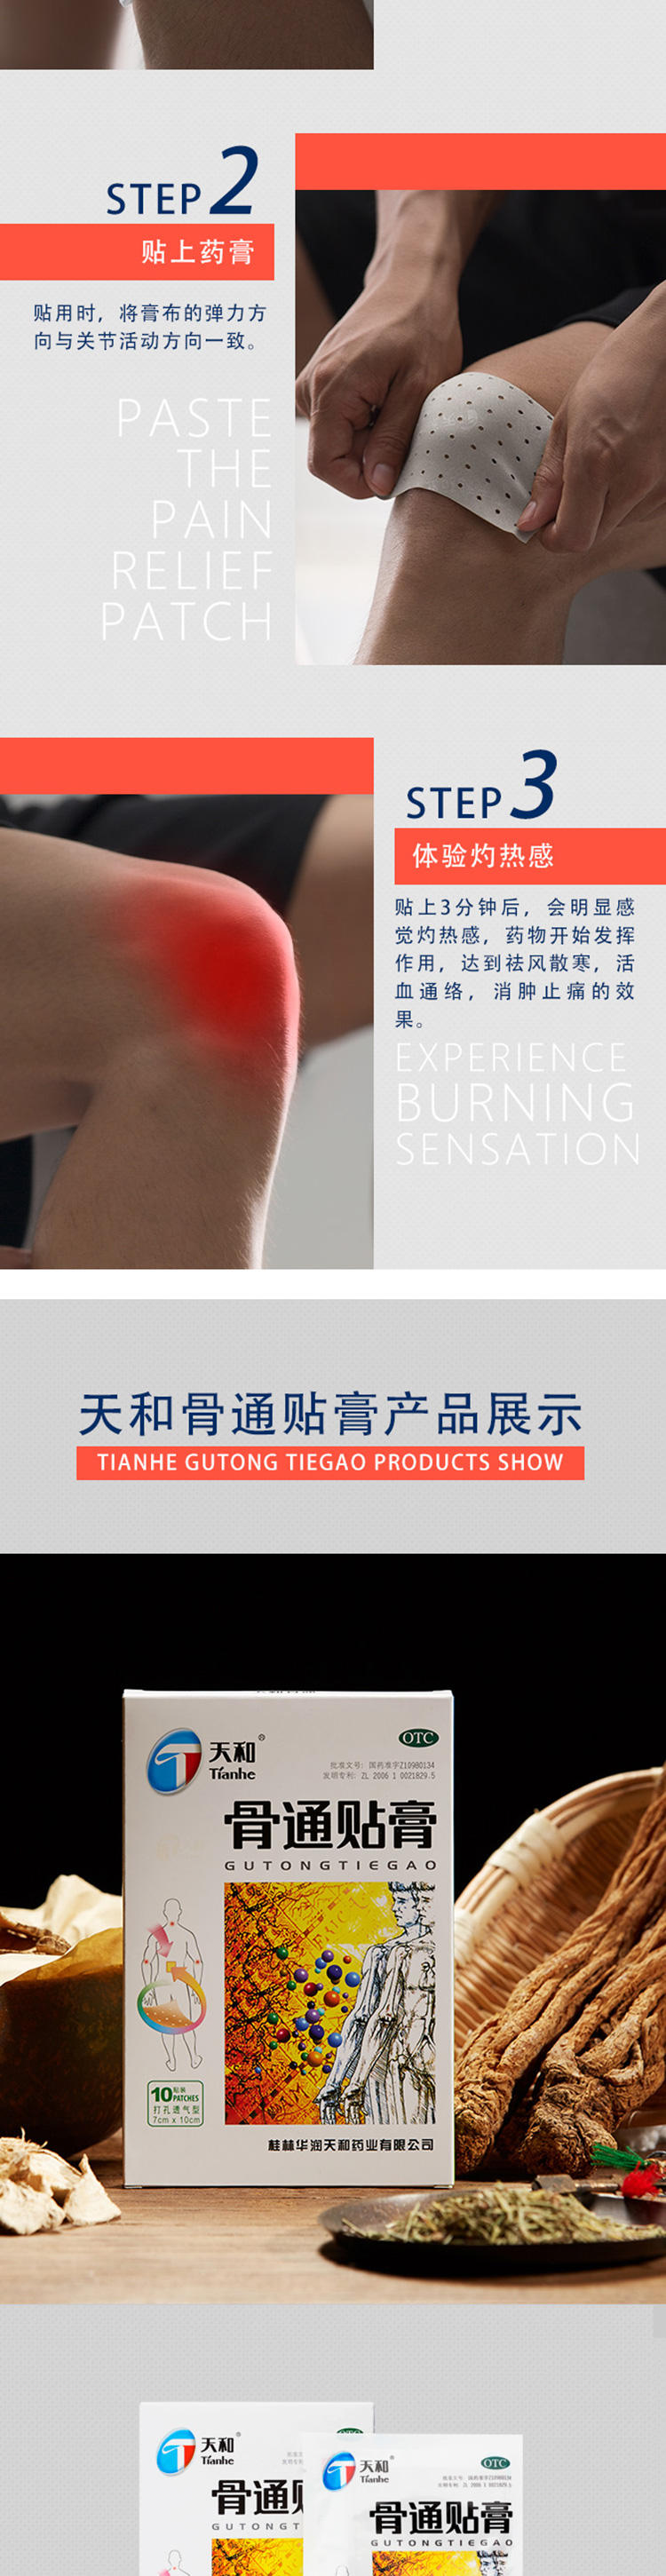 STEP 2
贴上药膏
贴用时，将膏布的弹力方
向与关节活动方向一致。
PASTE
THE
PAIN
RELIEF
PATCH
STEP 3
体验灼热感
贴上3分钟后，会明显感
觉灼热感，药物开始发挥
作用，达到祛风散寒，活
血通络，消肿止痛的效
果。
EXPERIENCE
BURNING
SENSATION
天和骨通贴膏产品展示
TIANHE GUTONG TIEGAO PRODUCTS SHOW
天和®
Tianhe
OTC
批准文号：国药准字Z10980134
发明专利：ZL 2006 1 0021829.5
骨通贴膏
GUTONGTIEGAO
10贴装
PATCHES
打孔透气型
7cm x 10cm
桂林华润天和药业有限公司
天和®
Tianhe
骨通
GUTONGT
天和®
Tianhe
OTC
骨通贴膏
GUTONGTIEGAO